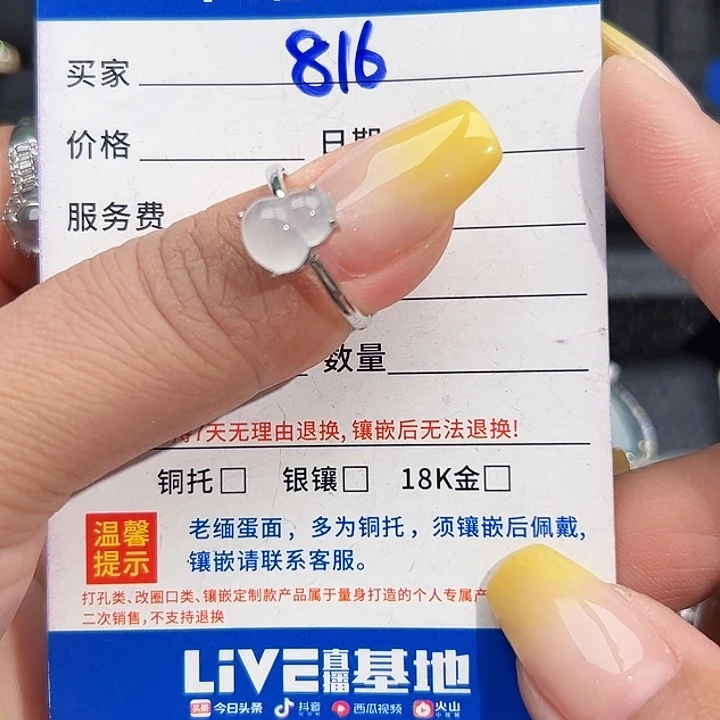 买家 816
价格 日期
服务费
数量
7天无理由退换, 镶嵌后无法退换!
铜托□ 银镶□ 18K金□
温馨提示
老缅蛋面，多为铜托，须镶嵌后佩戴,
镶嵌请联系客服。
打孔类、改圈口类、镶嵌定制款产品属于量身打造的个人专属产
二次销售, 不支持退换
LiVE直播基地
头条 今日头条 抖音 西瓜视频 火山